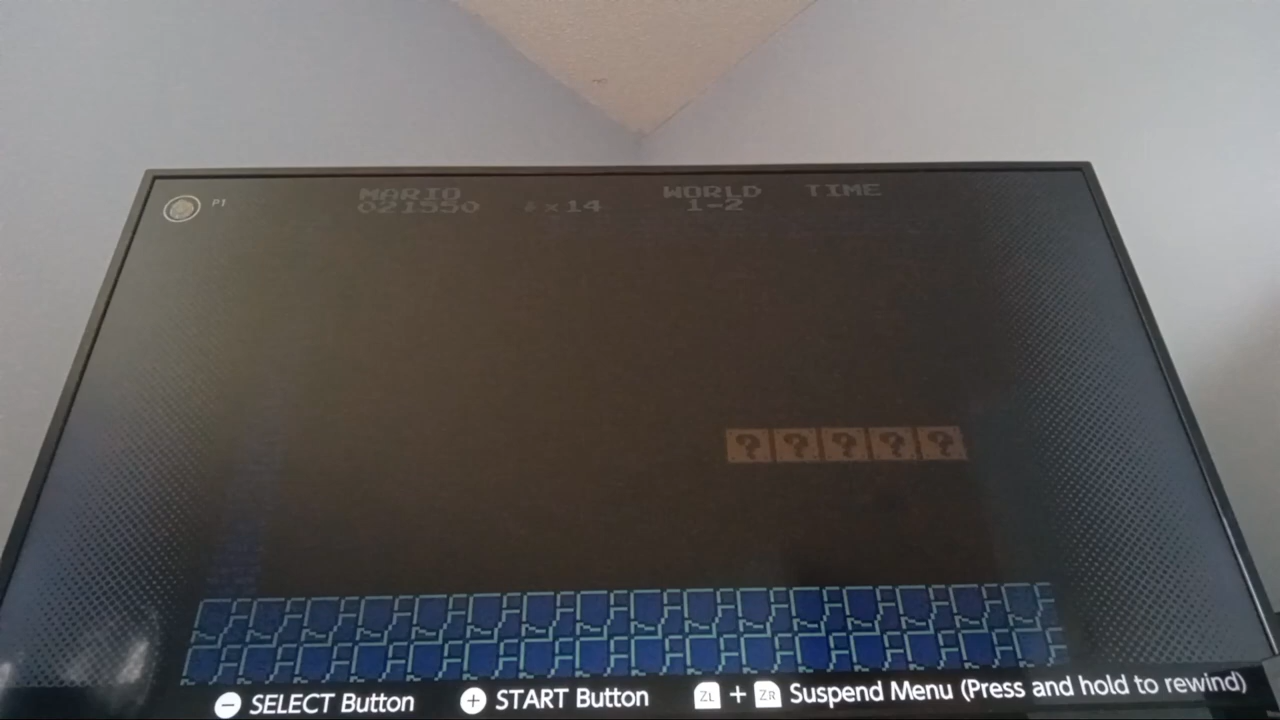 P1
MARIO WORLD TIME
021550 ×14 1-2
? ? ? ? ?
SELECT Button START Button ZL + ZR Suspend Menu (Press and hold to rewind)